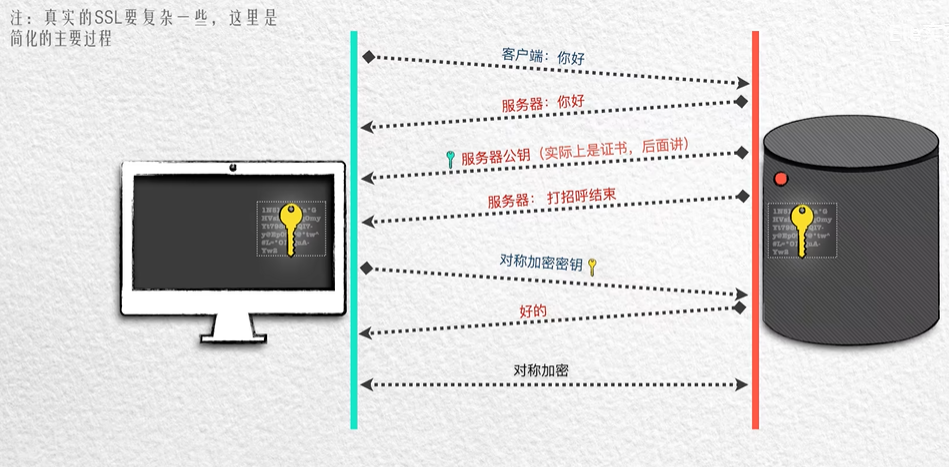 注：真实的SSL要复杂一些，这里是
简化的主要过程
客户端：你好
服务器：你好
服务器公钥（实际上是证书，后面讲）
服务器： 打招呼结束
对称加密密钥
好的
对称加密